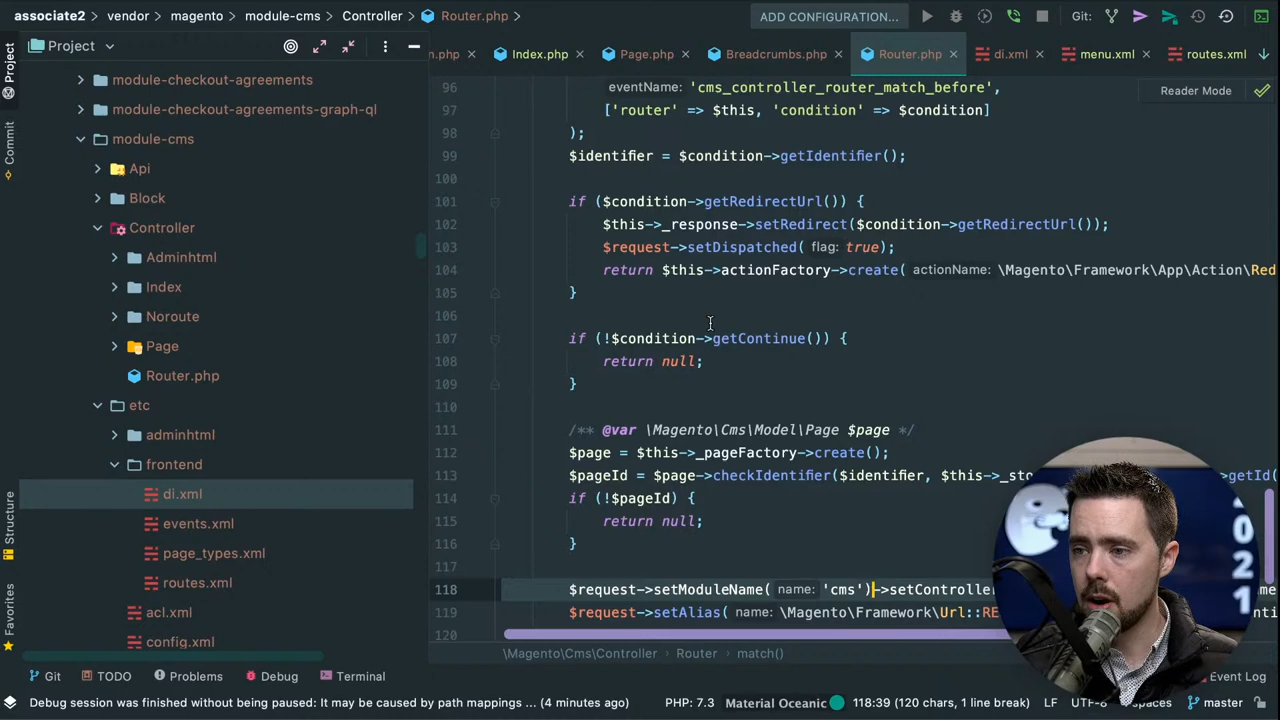 associate2 > vendor > magento > module-cms > Controller > Router.php >
ADD CONFIGURATION...
Git:
Project
n.php
Index.php
Page.php
Breadcrumbs.php
Router.php
di.xml
menu.xml
routes.xml
Reader Mode
Project
Commit
Structure
Favorites
module-checkout-agreements
module-checkout-agreements-graph-ql
module-cms
Api
Block
Controller
Adminhtml
Index
Noroute
Page
Router.php
etc
adminhtml
frontend
di.xml
events.xml
page_types.xml
routes.xml
acl.xml
config.xml
96 eventName: 'cms_controller_router_match_before',
97 ['router' => $this, 'condition' => $condition]
98 );
99 $identifier = $condition->getIdentifier();
100
101 if ($condition->getRedirectUrl()) {
102 $this->_response->setRedirect($condition->getRedirectUrl());
103 $request->setDispatched( flag: true);
104 return $this->actionFactory->create( actionName: \Magento\Framework\App\Action\Red
105 }
106
107 if (!$condition->getContinue()) {
108 return null;
109 }
110
111 /** @var \Magento\Cms\Model\Page $page */
112 $page = $this->_pageFactory->create();
113 $pageId = $page->checkIdentifier($identifier, $this->_sto getId(
114 if (!$pageId) {
115 return null;
116 }
117
118 $request->setModuleName( name: 'cms')->setController ame
119 $request->setAlias( name: \Magento\Framework\Url::RE
120
2021
\Magento\Cms\Controller > Router > match()
Git
TODO
Problems
Debug
Terminal
Event Log
Debug session was finished without being paused: It may be caused by path mappings ... (4 minutes ago)
PHP: 7.3
Material Oceanic
118:39 (120 chars, 1 line break)
LF
UTF-8
spaces
master